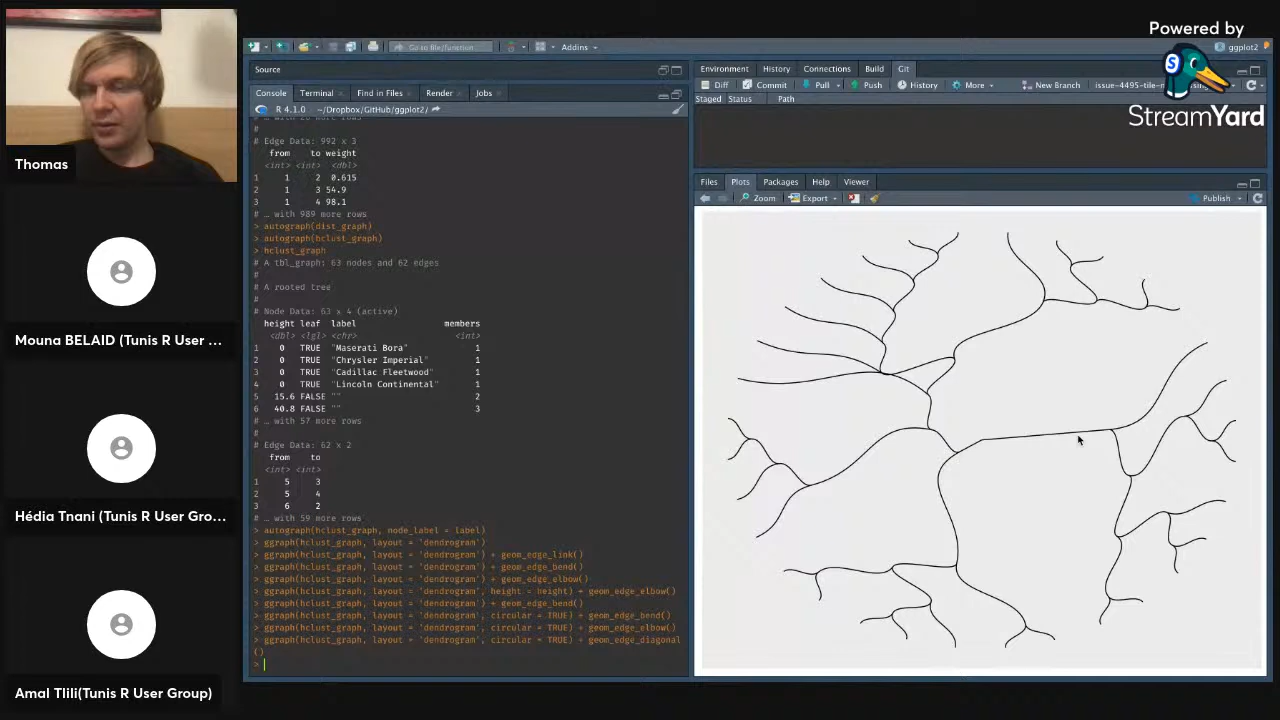 Powered by
StreamYard
Thomas
Mouna BELAID (Tunis R User ...
Hédia Tnani (Tunis R User Gro...
Amal Tlili(Tunis R User Group)
Go to file/function
Addins
ggplot2
Source
Console Terminal Find in Files Render Jobs
R 4.1.0 ~/Dropbox/GitHub/ggplot2/
#
# Edge Data: 992 x 3
from to weight
<int> <int> <dbl>
1 1 2 0.615
2 1 3 54.9
3 1 4 98.1
# … with 989 more rows
> autograph(dist_graph)
> autograph(hclust_graph)
> hclust_graph
# A tbl_graph: 63 nodes and 62 edges
#
# A rooted tree
#
# Node Data: 63 x 4 (active)
height leaf label members
<dbl> <lgl> <chr> <int>
1 0 TRUE "Maserati Bora" 1
2 0 TRUE "Chrysler Imperial" 1
3 0 TRUE "Cadillac Fleetwood" 1
4 0 TRUE "Lincoln Continental" 1
5 15.6 FALSE "" 2
6 40.8 FALSE "" 3
# … with 57 more rows
#
# Edge Data: 62 x 2
from to
<int> <int>
1 5 3
2 5 4
3 6 2
# … with 59 more rows
> autograph(hclust_graph, node_label = label)
> ggraph(hclust_graph, layout = 'dendrogram')
> ggraph(hclust_graph, layout = 'dendrogram') + geom_edge_link()
> ggraph(hclust_graph, layout = 'dendrogram') + geom_edge_bend()
> ggraph(hclust_graph, layout = 'dendrogram') + geom_edge_elbow()
> ggraph(hclust_graph, layout = 'dendrogram', height = height) + geom_edge_elbow()
> ggraph(hclust_graph, layout = 'dendrogram') + geom_edge_bend()
> ggraph(hclust_graph, layout = 'dendrogram', circular = TRUE) + geom_edge_bend()
> ggraph(hclust_graph, layout = 'dendrogram', circular = TRUE) + geom_edge_elbow()
> ggraph(hclust_graph, layout = 'dendrogram', circular = TRUE) + geom_edge_diagonal
()
>
Environment History Connections Build Git
Diff Commit Pull Push History More New Branch issue-4495-tile-
Staged Status Path
Files Plots Packages Help Viewer
Zoom Export Publish